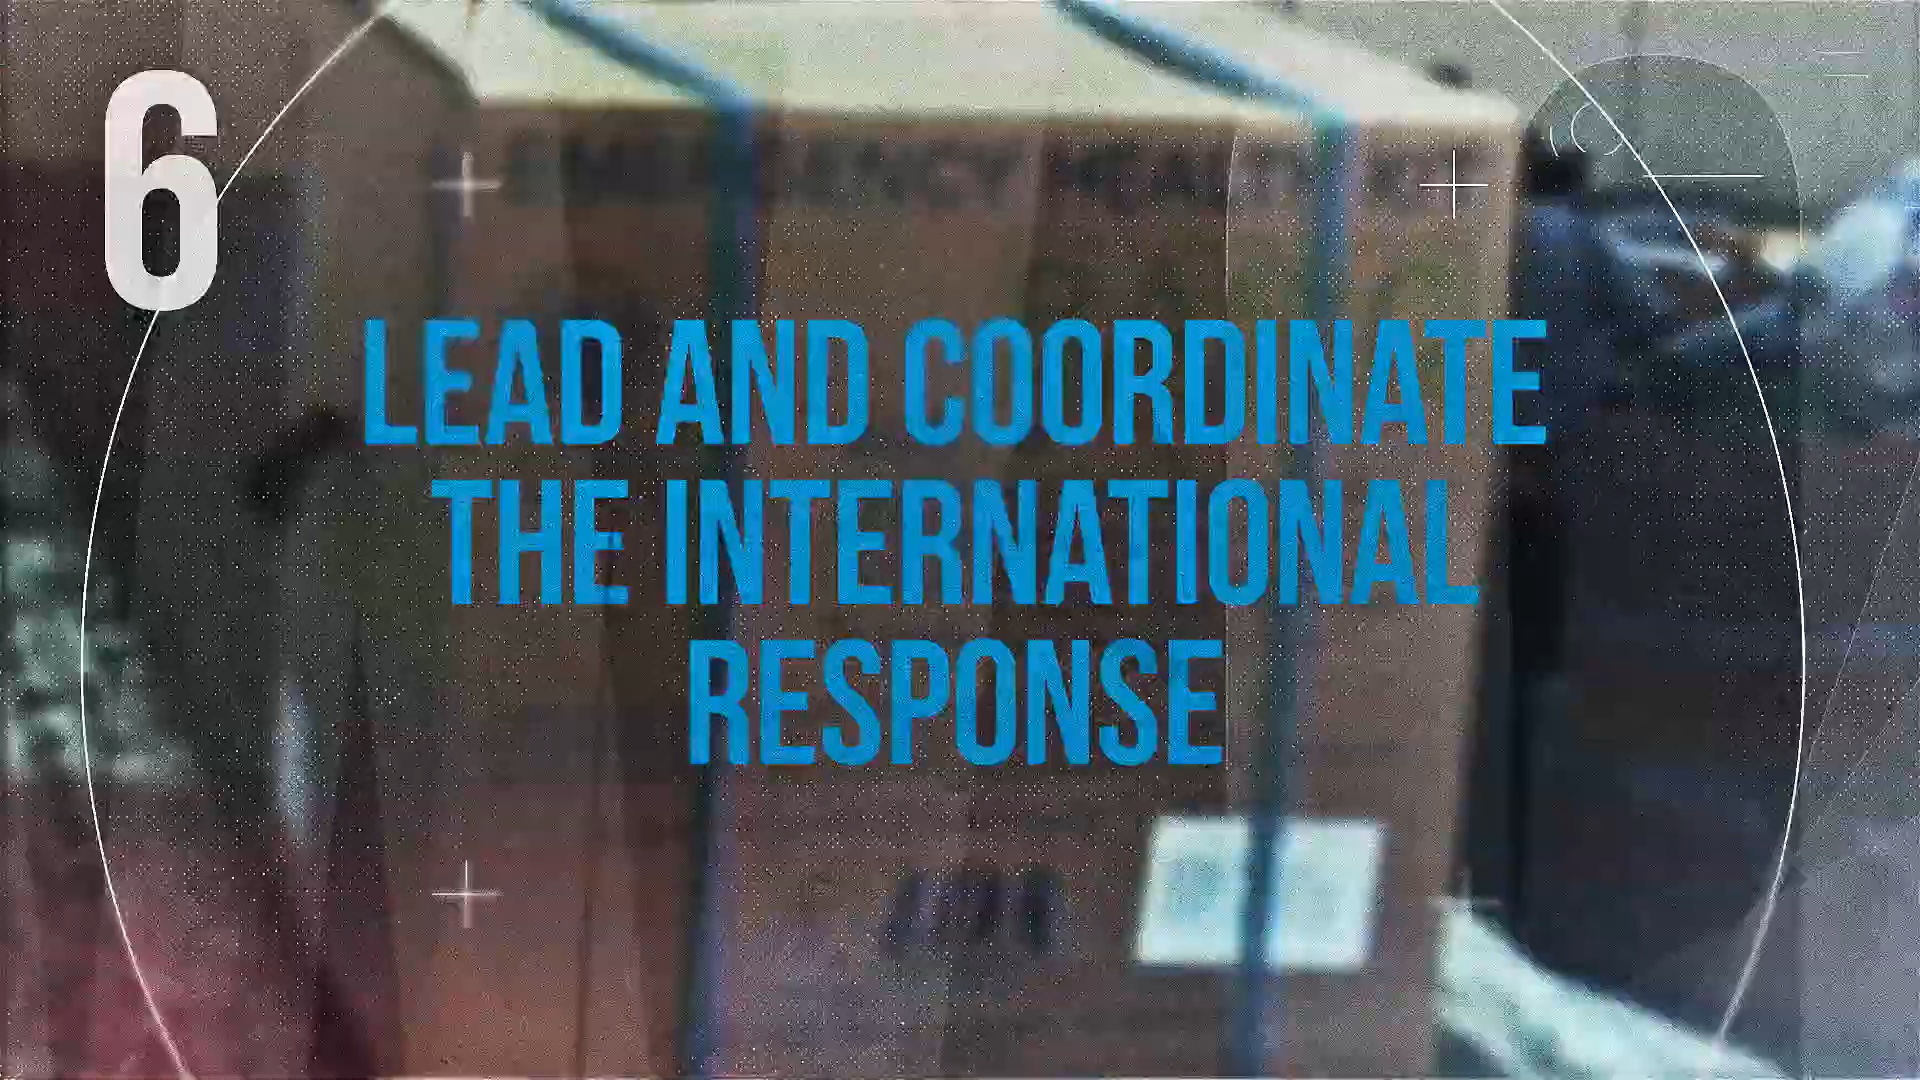 6
LEAD AND COORDINATE
THE INTERNATIONAL
RESPONSE